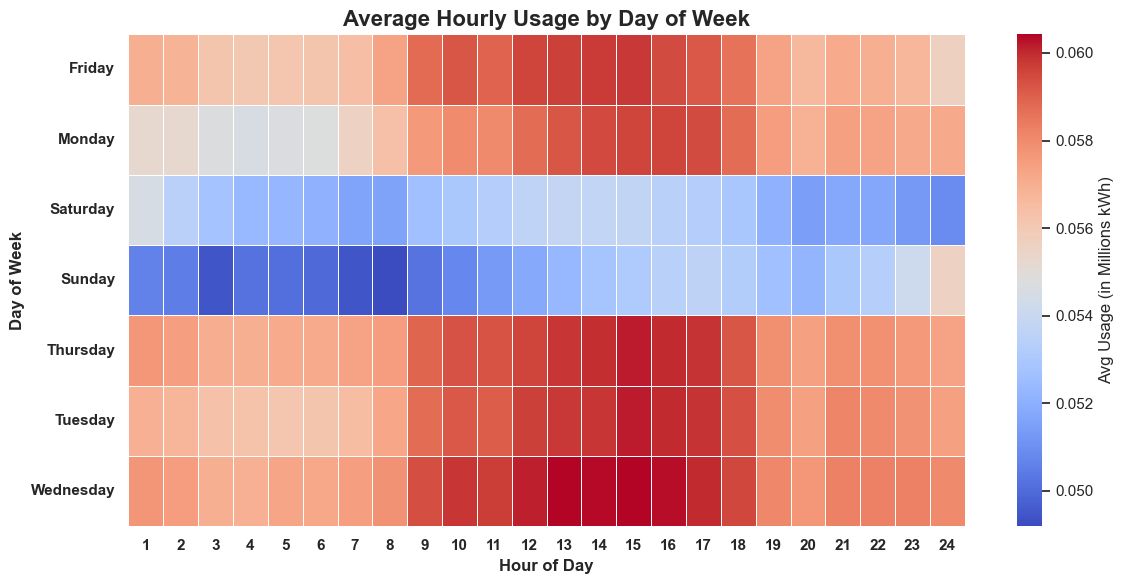 Average Hourly Usage by Day of Week
Day of Week
Friday
Monday
Saturday
Sunday
Thursday
Tuesday
Wednesday
1 2 3 4 5 6 7 8 9 10 11 12 13 14 15 16 17 18 19 20 21 22 23 24
Hour of Day
0.060
0.058
0.056
0.054
0.052
0.050
Avg Usage (in Millions kWh)